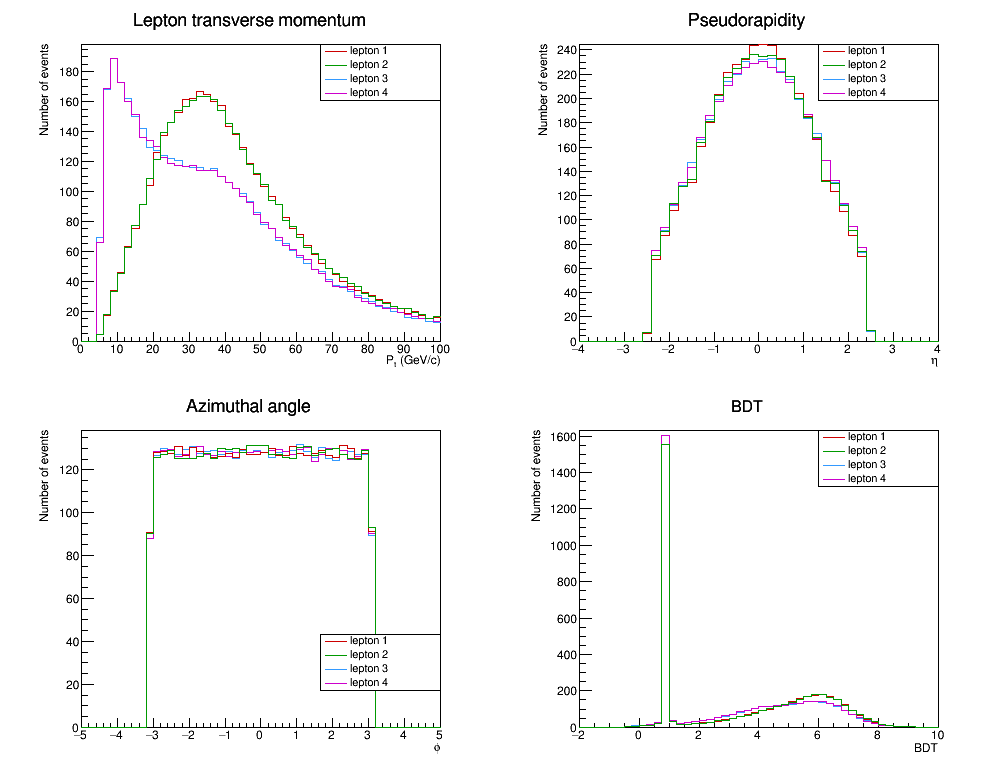 Lepton transverse momentum
Number of events
180
160
140
120
100
80
60
40
20
0
lepton 1
lepton 2
lepton 3
lepton 4
0 10 20 30 40 50 60 70 80 90 100
P_t (GeV/c)
Pseudorapidity
Number of events
240
220
200
180
160
140
120
100
80
60
40
20
0
lepton 1
lepton 2
lepton 3
lepton 4
−4 −3 −2 −1 0 1 2 3 4
η
Azimuthal angle
Number of events
120
100
80
60
40
20
0
lepton 1
lepton 2
lepton 3
lepton 4
−5 −4 −3 −2 −1 0 1 2 3 4 5
ϕ
BDT
Number of events
1600
1400
1200
1000
800
600
400
200
0
lepton 1
lepton 2
lepton 3
lepton 4
−2 0 2 4 6 8 10
BDT